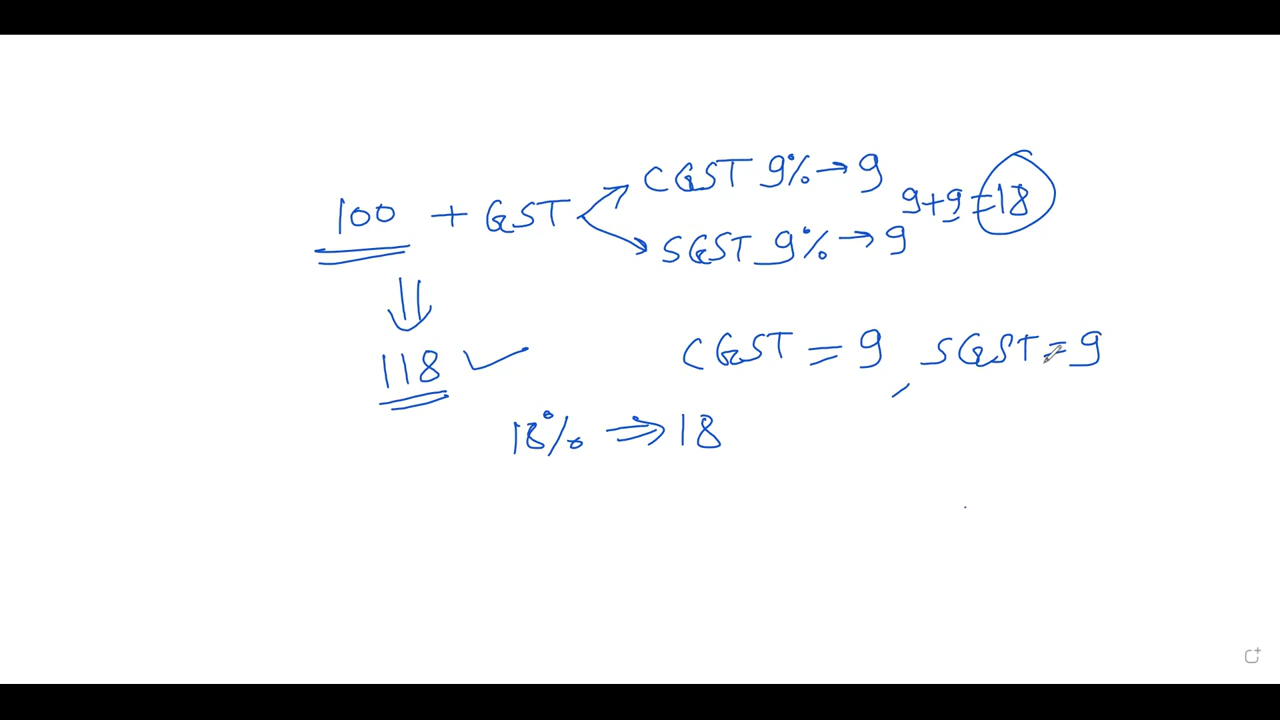 CGST 9% → 9
100 + GST 9+9=18
SGST 9% → 9
118 ✓ CGST = 9, SGST = 9
18% ⇒ 18